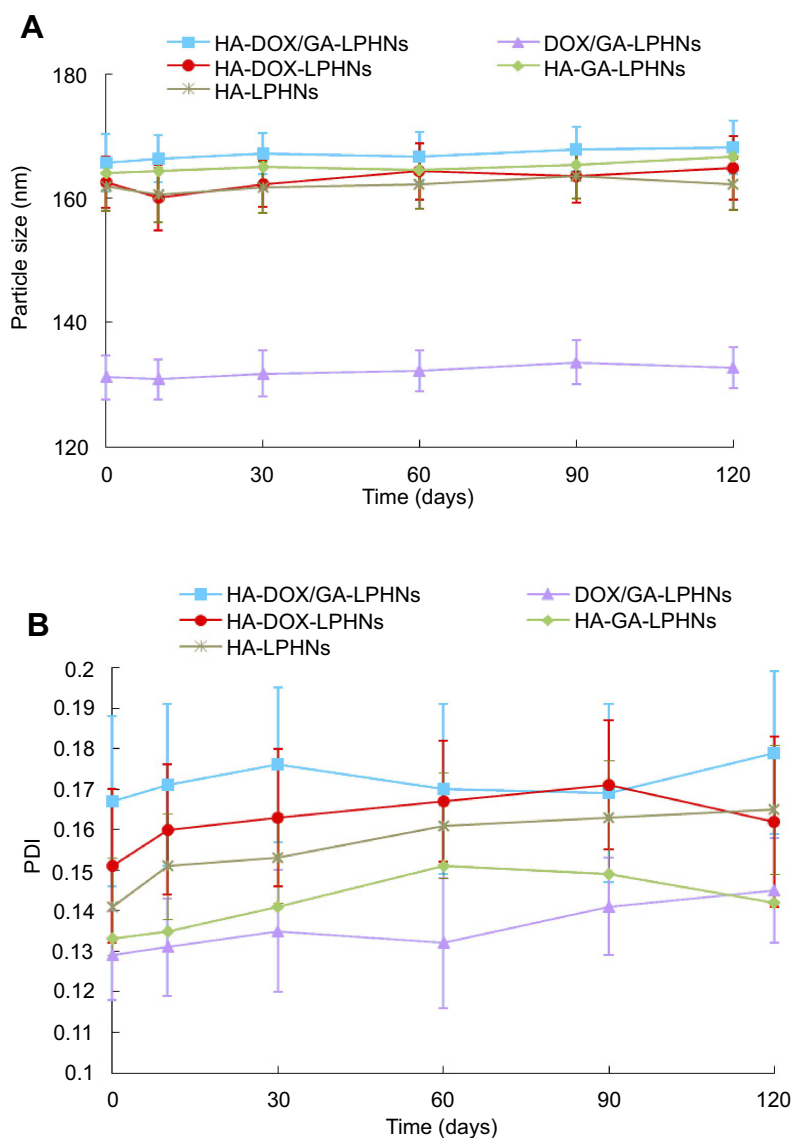 A
HA-DOX/GA-LPHNs DOX/GA-LPHNs
HA-DOX-LPHNs HA-GA-LPHNs
HA-LPHNs
180
160
140
120
Particle size (nm)
0 30 60 90 120
Time (days)
HA-DOX/GA-LPHNs DOX/GA-LPHNs
HA-DOX-LPHNs HA-GA-LPHNs
HA-LPHNs
B
0.2
0.19
0.18
0.17
0.16
0.15
0.14
0.13
0.12
0.11
0.1
PDI
0 30 60 90 120
Time (days)